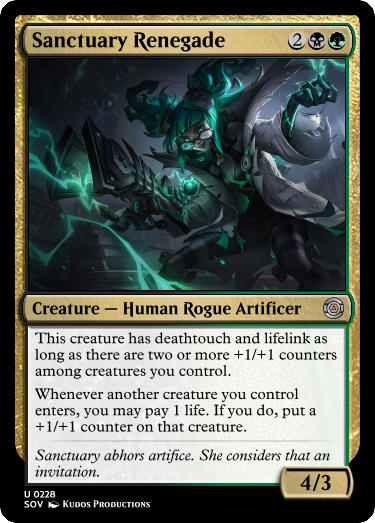 Sanctuary Renegade 2
Creature — Human Rogue Artificer
This creature has deathtouch and lifelink as
long as there are two or more +1/+1 counters
among creatures you control.
Whenever another creature you control
enters, you may pay 1 life. If you do, put a
+1/+1 counter on that creature.
Sanctuary abhors artifice. She considers that an
invitation.
4/3
U 0228
SOV Kudos Productions